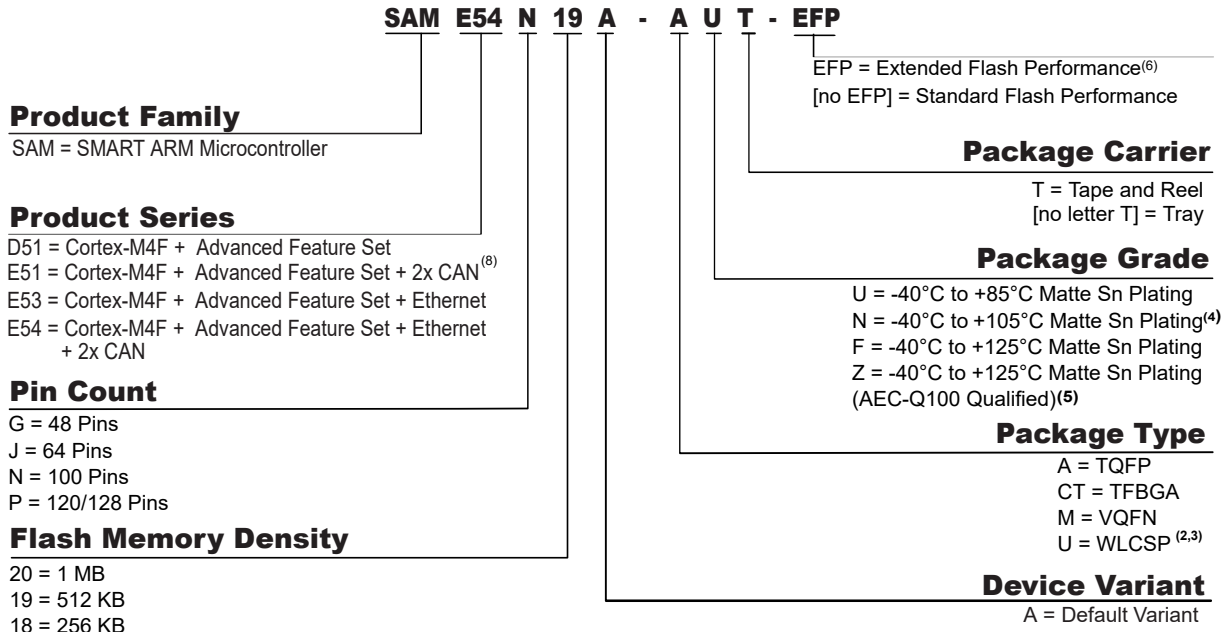 SAM E54 N 19 A - A U T - EFP
EFP = Extended Flash Performance(6)
[no EFP] = Standard Flash Performance
Product Family
SAM = SMART ARM Microcontroller
Package Carrier
T = Tape and Reel
[no letter T] = Tray
Product Series
D51 = Cortex-M4F + Advanced Feature Set
E51 = Cortex-M4F + Advanced Feature Set + 2x CAN(8)
E53 = Cortex-M4F + Advanced Feature Set + Ethernet
E54 = Cortex-M4F + Advanced Feature Set + Ethernet
+ 2x CAN
Package Grade
U = -40°C to +85°C Matte Sn Plating
N = -40°C to +105°C Matte Sn Plating(4)
F = -40°C to +125°C Matte Sn Plating
Z = -40°C to +125°C Matte Sn Plating
(AEC-Q100 Qualified)(5)
Pin Count
G = 48 Pins
J = 64 Pins
N = 100 Pins
P = 120/128 Pins
Package Type
A = TQFP
CT = TFBGA
M = VQFN
U = WLCSP (2,3)
Flash Memory Density
20 = 1 MB
19 = 512 KB
18 = 256 KB
Device Variant
A = Default Variant